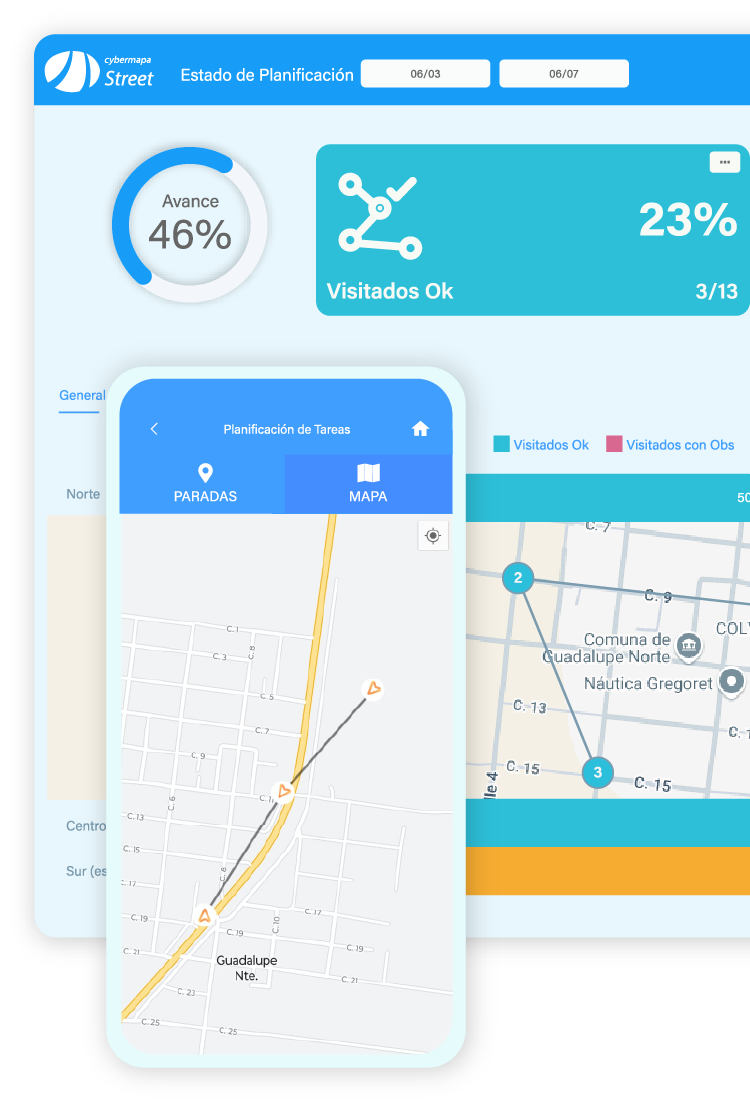 cybermapa
Street
Estado de Planificación
06/03
06/07
Avance
46%
23%
Visitados Ok
3/13
General
Visitados Ok
Visitados con Obs
Norte
50
C. 7
2
C. 9
COLV
Comuna de
Guadalupe Norte
Náutica Gregoret
C. 13
C. 1
C. 15
3
C. 15
lle 4
Centro
Sur (es
Planificación de Tareas
PARADAS
MAPA
C. 1
C. 8
C. 3
C. 5
C. 7
C. 9
C. 6
C. 11
C. 13
C. 15
C. 8
C. 17
C. 17
C. 19
C. 10
C. 19
C. 19
C. 21
Guadalupe
Nte.
C. 21
C. 23
C. 25
C. 25